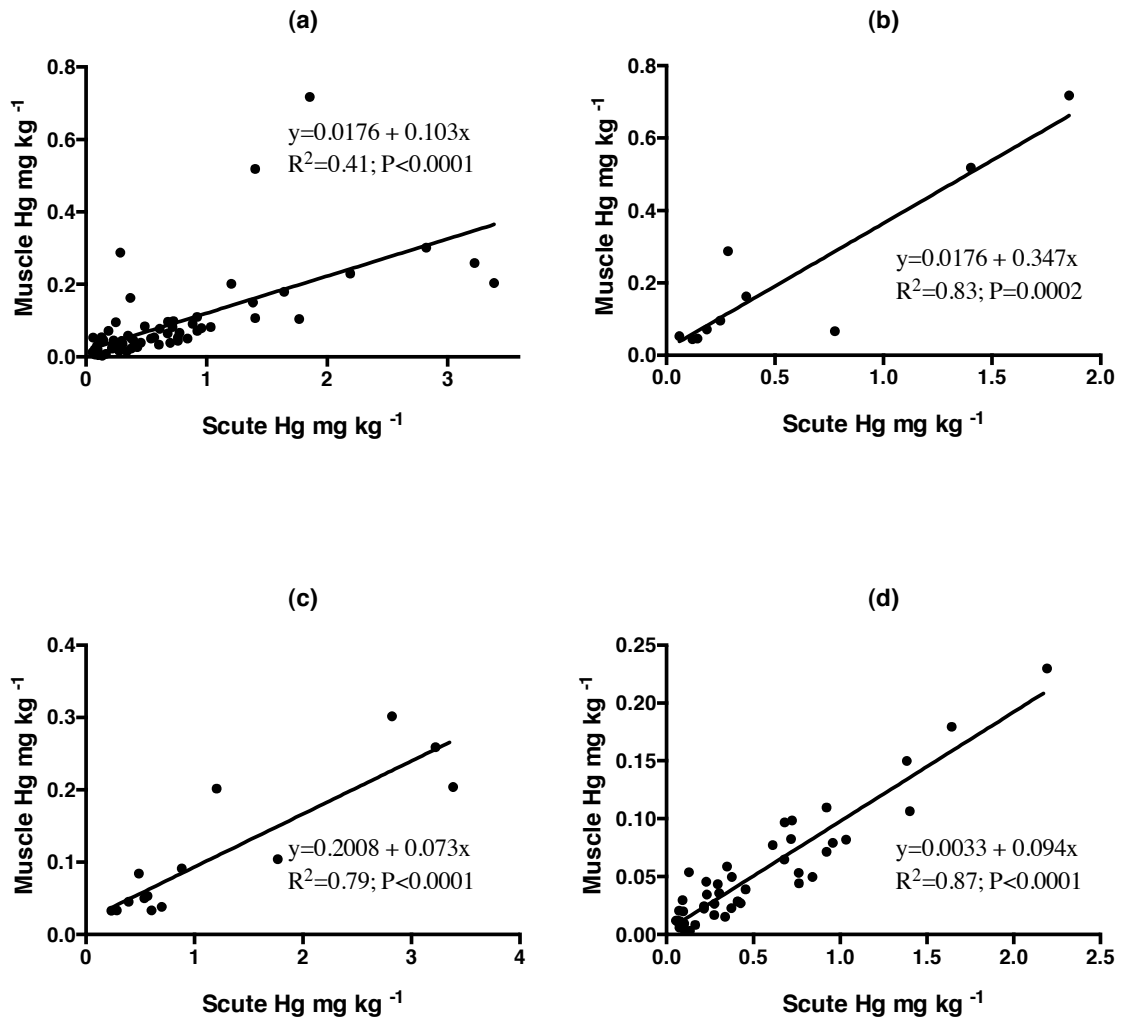 (a)
Muscle Hg mg kg -1
0.8
0.6
0.4
0.2
0.0
y=0.0176 + 0.103x
R2=0.41; P<0.0001
0 1 2 3
Scute Hg mg kg -1
(b)
Muscle Hg mg kg -1
0.8
0.6
0.4
0.2
0.0
y=0.0176 + 0.347x
R2=0.83; P=0.0002
0.0 0.5 1.0 1.5 2.0
Scute Hg mg kg -1
(c)
Muscle Hg mg kg -1
0.4
0.3
0.2
0.1
0.0
y=0.2008 + 0.073x
R2=0.79; P<0.0001
0 1 2 3 4
Scute Hg mg kg -1
(d)
Muscle Hg mg kg -1
0.25
0.20
0.15
0.10
0.05
0.00
y=0.0033 + 0.094x
R2=0.87; P<0.0001
0.0 0.5 1.0 1.5 2.0 2.5
Scute Hg mg kg -1